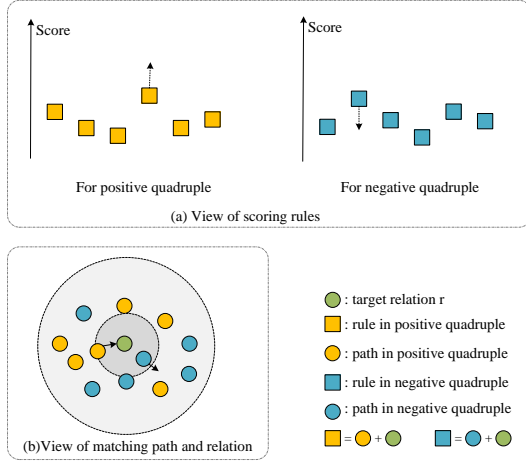 Score
Score
For positive quadruple
For negative quadruple
(a) View of scoring rules
: target relation r
: rule in positive quadruple
: path in positive quadruple
: rule in negative quadruple
: path in negative quadruple
= + = +
(b)View of matching path and relation